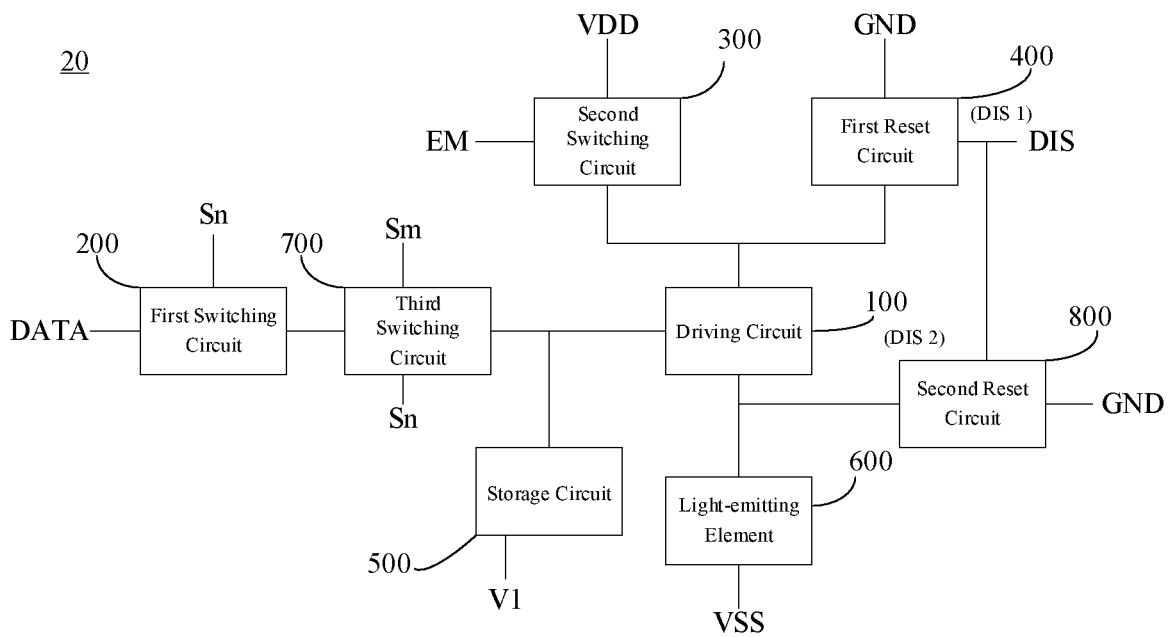 20
VDD
GND
300
400
(DIS 1)
EM
Second
Switching
Circuit
First Reset
Circuit
DIS
Sn
Sm
200
700
100
800
DATA
First Switching
Circuit
Third
Switching
Circuit
Driving Circuit
(DIS 2)
Second Reset
Circuit
GND
Sn
600
Storage Circuit
Light-emitting
Element
500
V1
VSS